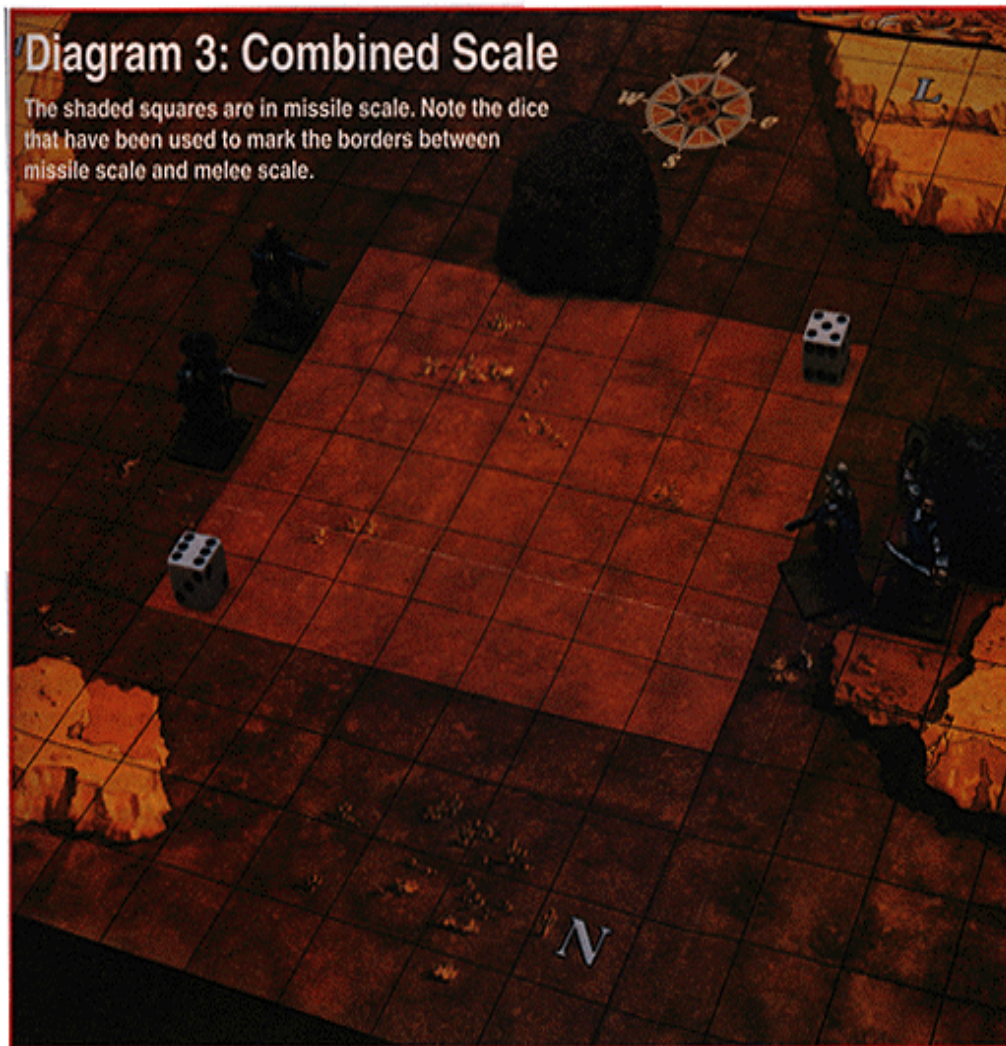 Diagram 3: Combined Scale
The shaded squares are in missile scale. Note the dice
that have been used to mark the borders between
missile scale and melee scale.
N
W
e
S
L
N